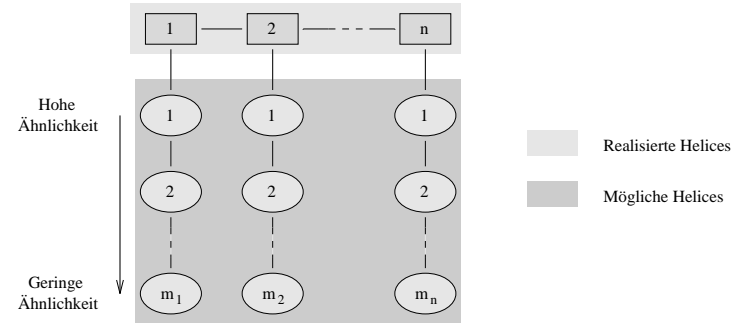 1 2 n
Hohe
Ähnlichkeit
1 1 1
Realisierte Helices
2 2 2
Mögliche Helices
Geringe
Ähnlichkeit
m1 m2 mn